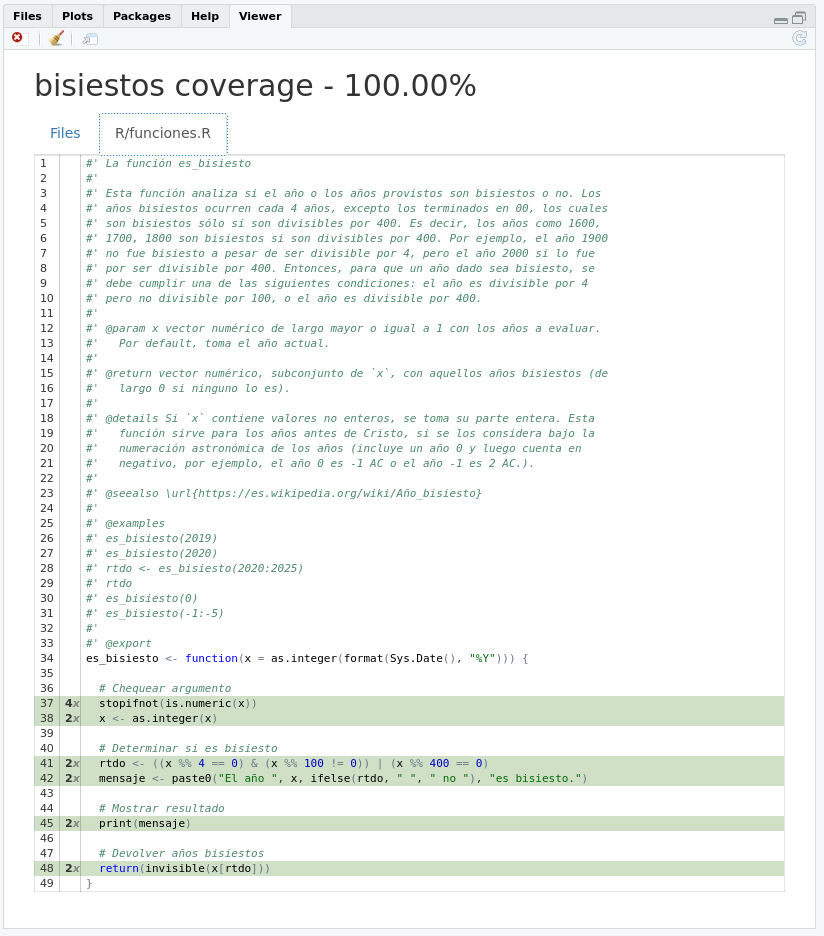 Files Plots Packages Help Viewer
bisiestos coverage - 100.00%
Files R/funciones.R
1 #' La función es_bisiesto
2 #'
3 #' Esta función analiza si el año o los años provistos son bisiestos o no. Los
4 #' años bisiestos ocurren cada 4 años, excepto los terminados en 00, los cuales
5 #' son bisiestos sólo si son divisibles por 400. Es decir, los años como 1600,
6 #' 1700, 1800 son bisiestos si son divisibles por 400. Por ejemplo, el año 1900
7 #' no fue bisiesto a pesar de ser divisible por 4, pero el año 2000 si lo fue
8 #' por ser divisible por 400. Entonces, para que un año dado sea bisiesto, se
9 #' debe cumplir una de las siguientes condiciones: el año es divisible por 4
10 #' pero no divisible por 100, o el año es divisible por 400.
11 #'
12 #' @param x vector numérico de largo mayor o igual a 1 con los años a evaluar.
13 #'   Por default, toma el año actual.
14 #'
15 #' @return vector numérico, subconjunto de `x`, con aquellos años bisiestos (de
16 #'   largo 0 si ninguno lo es).
17 #'
18 #' @details Si `x` contiene valores no enteros, se toma su parte entera. Esta
19 #'   función sirve para los años antes de Cristo, si se los considera bajo la
20 #'   numeración astronómica de los años (incluye un año 0 y luego cuenta en
21 #'   negativo, por ejemplo, el año 0 es -1 AC o el año -1 es 2 AC.).
22 #'
23 #' @seealso \url{https://es.wikipedia.org/wiki/Año_bisiesto}
24 #'
25 #' @examples
26 #' es_bisiesto(2019)
27 #' es_bisiesto(2020)
28 #' rtdo <- es_bisiesto(2020:2025)
29 #' rtdo
30 #' es_bisiesto(0)
31 #' es_bisiesto(-1:-5)
32 #'
33 #' @export
34 es_bisiesto <- function(x = as.integer(format(Sys.Date(), "%Y"))) {
35
36   # Chequear argumento
37 4x   stopifnot(is.numeric(x))
38 2x   x <- as.integer(x)
39
40   # Determinar si es bisiesto
41 2x   rtdo <- ((x %% 4 == 0) & (x %% 100 != 0)) | (x %% 400 == 0)
42 2x   mensaje <- paste0("El año ", x, ifelse(rtdo, " ", " no "), "es bisiesto.")
43
44   # Mostrar resultado
45 2x   print(mensaje)
46
47   # Devolver años bisiestos
48 2x   return(invisible(x[rtdo]))
49 }